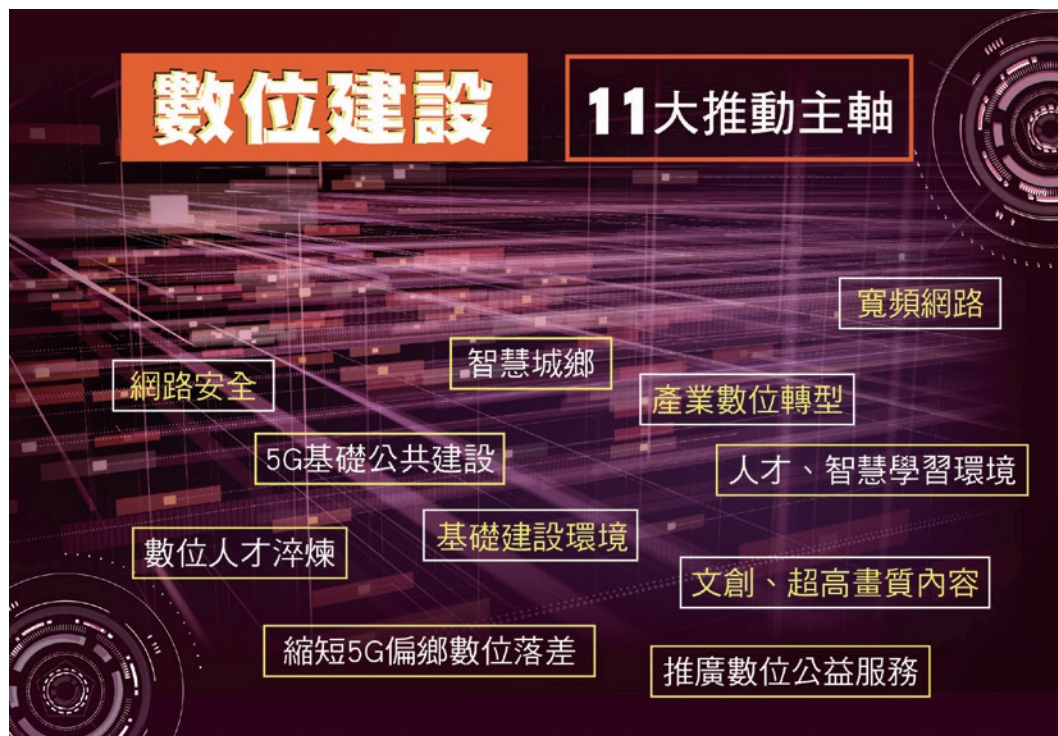 數位建設
11大推動主軸
寬頻網路
智慧城鄉
網路安全
產業數位轉型
5G基礎公共建設
人才、智慧學習環境
基礎建設環境
數位人才淬煉
文創、超高畫質內容
縮短5G偏鄉數位落差
推廣數位公益服務